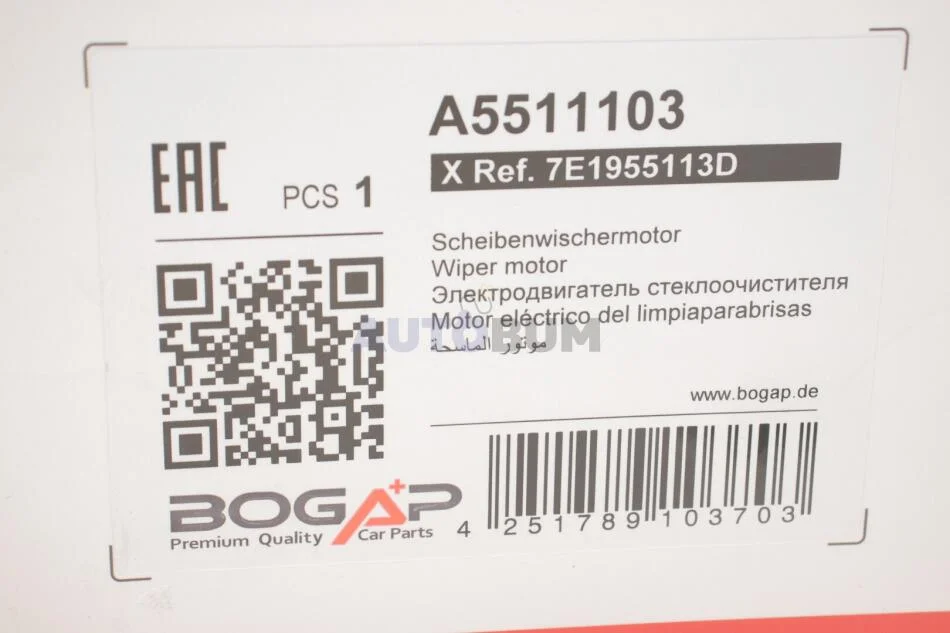 A5511103
X Ref. 7E1955113D
EAC
PCS 1
Scheibenwischermotor
Wiper motor
Электродвигатель стеклоочистителя
Motor eléctrico del limpiaparabrisas
موتور الماسحة
AUTOBUM
www.bogap.de
BOGAP
Premium Quality Car Parts
4 251789 103703